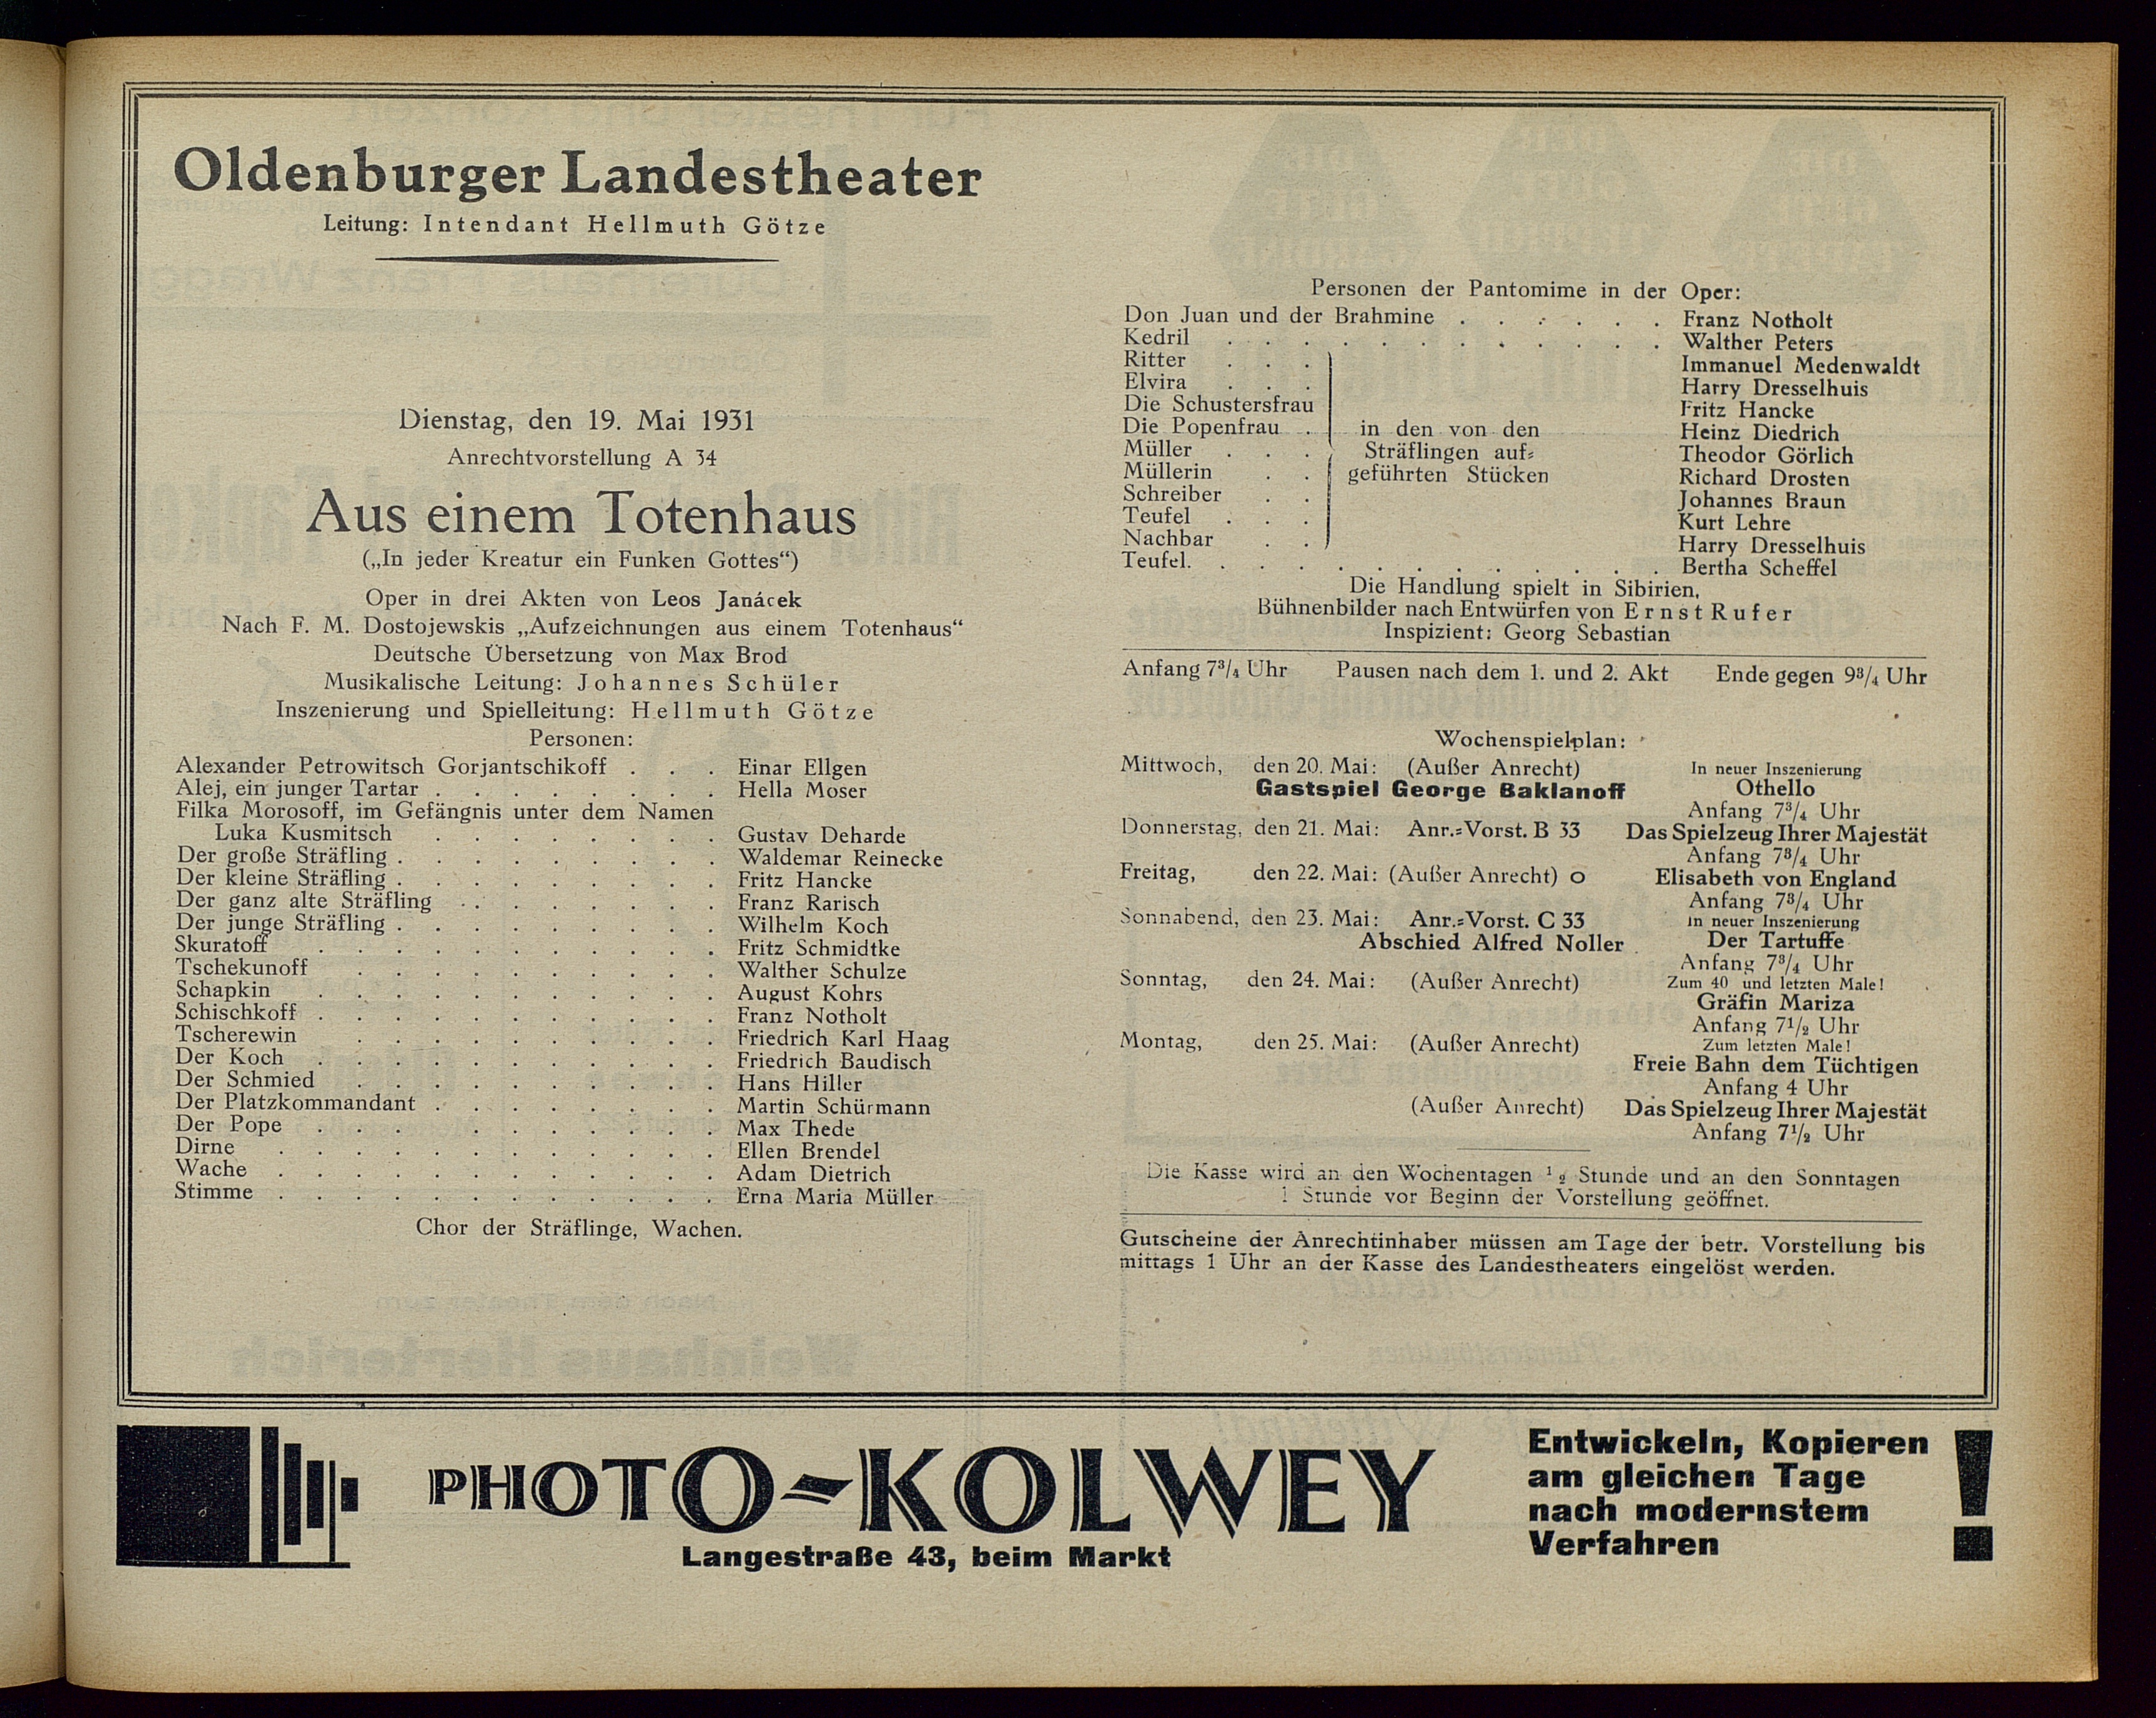 Oldenburger Landestheater
Leitung: Intendant Hellmuth Götze
Dienstag, den 19. Mai 1931
Anrechtvorstellung A 34
Aus einem Totenhaus
(„In jeder Kreatur ein Funken Gottes“)
Oper in drei Akten von Leos Janácek
Nach F. M. Dostojewskis „Aufzeichnungen aus einem Totenhaus“
Deutsche Übersetzung von Max Brod
Musikalische Leitung: Johannes Schüler
Inszenierung und Spielleitung: Hellmuth Götze
Personen:
Alexander Petrowitsch Gorjantschikoff . . . Einar Ellgen
Alej, ein junger Tartar . . . . . . . . Hella Moser
Filka Morosoff, im Gefängnis unter dem Namen
Luka Kusmitsch . . . . . . . . Gustav Deharde
Der große Sträfling . . . . . . . . . Waldemar Reinecke
Der kleine Sträfling . . . . . . . . . Fritz Hancke
Der ganz alte Sträfling . . . . . . . . Franz Rarisch
Der junge Sträfling . . . . . . . . . Wilhelm Koch
Skuratoff . . . . . . . . . . . Fritz Schmidtke
Tschekunoff . . . . . . . . . . Walther Schulze
Schapkin . . . . . . . . . . . August Kohrs
Schischkoff . . . . . . . . . . . Franz Notholt
Tscherewin . . . . . . . . . . Friedrich Karl Haag
Der Koch . . . . . . . . . . . Friedrich Baudisch
Der Schmied . . . . . . . . . . Hans Hiller
Der Platzkommandant . . . . . . . . Martin Schürmann
Der Pope . . . . . . . . . . . Max Thede
Dirne . . . . . . . . . . . . Ellen Brendel
Wache . . . . . . . . . . . . Adam Dietrich
Stimme . . . . . . . . . . . . Erna Maria Müller
Chor der Sträflinge, Wachen.
Personen der Pantomime in der Oper:
Don Juan und der Brahmine . . . . . . Franz Notholt
Kedril . . . . . . . . . . . . Walther Peters
Ritter . . . Immanuel Medenwaldt
Elvira . . . Harry Dresselhuis
Die Schustersfrau Fritz Hancke
Die Popenfrau . in den von den Heinz Diedrich
Müller . . . Sträflingen auf= Theodor Görlich
Müllerin . . geführten Stücken Richard Drosten
Schreiber . . Johannes Braun
Teufel . . . Kurt Lehre
Nachbar . . Harry Dresselhuis
Teufel. . . . . . . . . . . . . Bertha Scheffel
Die Handlung spielt in Sibirien.
Bühnenbilder nach Entwürfen von Ernst Rufer
Inspizient: Georg Sebastian
Anfang 7³/₄ Uhr Pausen nach dem 1. und 2. Akt Ende gegen 9³/₄ Uhr
Wochenspielplan:
Mittwoch, den 20. Mai: (Außer Anrecht) In neuer Inszenierung
Gastspiel George Baklanoff Othello
Anfang 7³/₄ Uhr
Donnerstag, den 21. Mai: Anr.=Vorst. B 33 Das Spielzeug Ihrer Majestät
Anfang 7³/₄ Uhr
Freitag, den 22. Mai: (Außer Anrecht) O Elisabeth von England
Anfang 7³/₄ Uhr
Sonnabend, den 23. Mai: Anr.=Vorst. C 33 In neuer Inszenierung
Abschied Alfred Noller Der Tartuffe
Anfang 7³/₄ Uhr
Sonntag, den 24. Mai: (Außer Anrecht) Zum 40 und letzten Male!
Gräfin Mariza
Anfang 7¹/₂ Uhr
Montag, den 25. Mai: (Außer Anrecht) Zum letzten Male!
Freie Bahn dem Tüchtigen
Anfang 4 Uhr
(Außer Anrecht) Das Spielzeug Ihrer Majestät
Anfang 7¹/₂ Uhr
Die Kasse wird an den Wochentagen ¹ ₂ Stunde und an den Sonntagen
1 Stunde vor Beginn der Vorstellung geöffnet.
Gutscheine der Anrechtinhaber müssen am Tage der betr. Vorstellung bis
mittags 1 Uhr an der Kasse des Landestheaters eingelöst werden.
PHOTO-KOLWEY
Langestraße 43, beim Markt
Entwickeln, Kopieren
am gleichen Tage
nach modernstem
Verfahren !